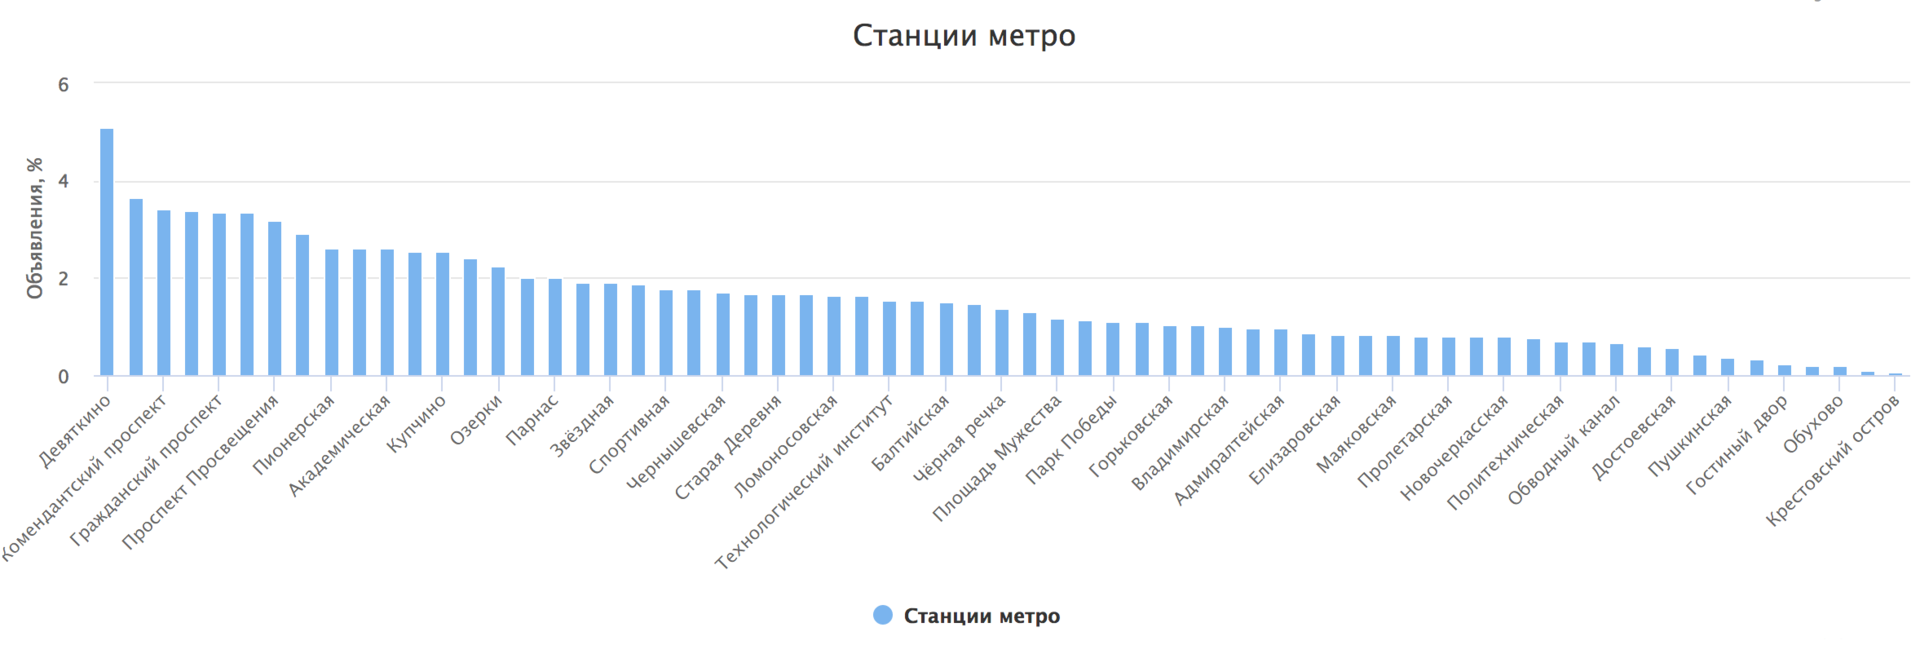 Станции метро
Объявления, %
6
4
2
0
Девяткино
Комендантский проспект
Гражданский проспект
Проспект Просвещения
Пионерская
Академическая
Купчино
Озерки
Парнас
Звёздная
Спортивная
Чернышевская
Старая Деревня
Ломоносовская
Технологический институт
Балтийская
Чёрная речка
Площадь Мужества
Парк Победы
Горьковская
Владимирская
Адмиралтейская
Елизаровская
Маяковская
Пролетарская
Новочеркасская
Политехническая
Обводный канал
Достоевская
Пушкинская
Гостиный двор
Обухово
Крестовский остров
Станции метро